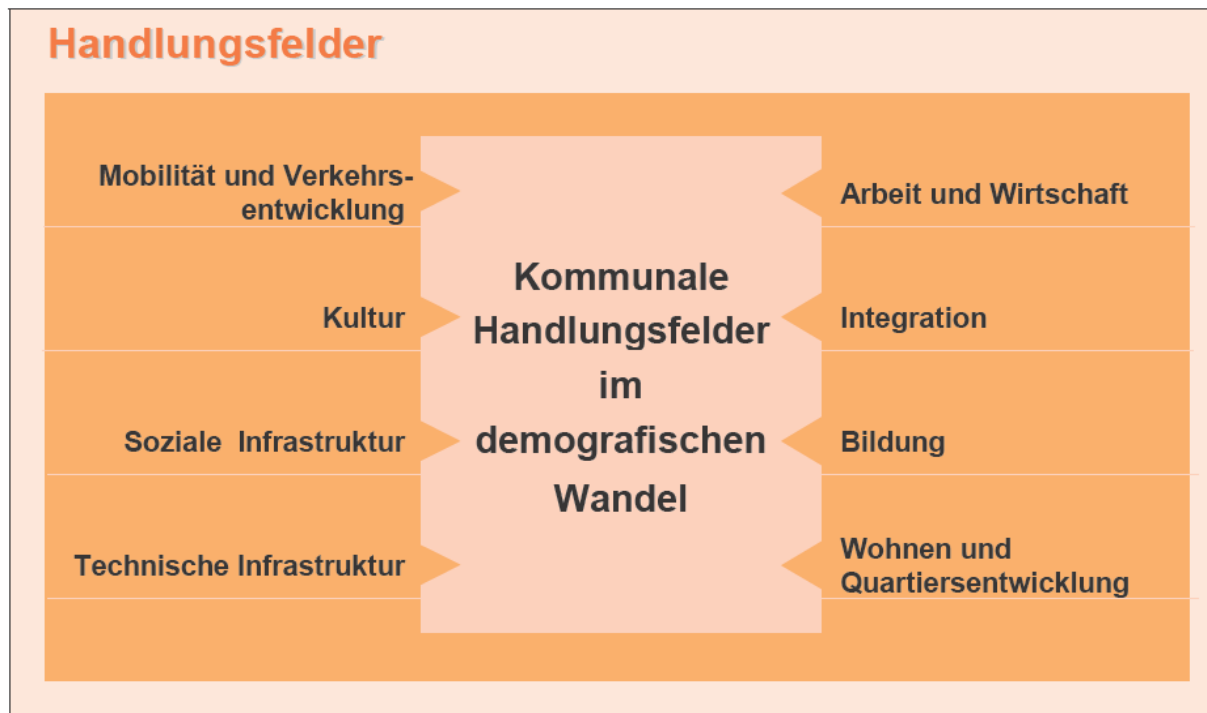 Handlungsfelder
Mobilität und Verkehrs-
entwicklung
Kultur
Soziale Infrastruktur
Technische Infrastruktur
Kommunale
Handlungsfelder
im
demografischen
Wandel
Arbeit und Wirtschaft
Integration
Bildung
Wohnen und
Quartiersentwicklung